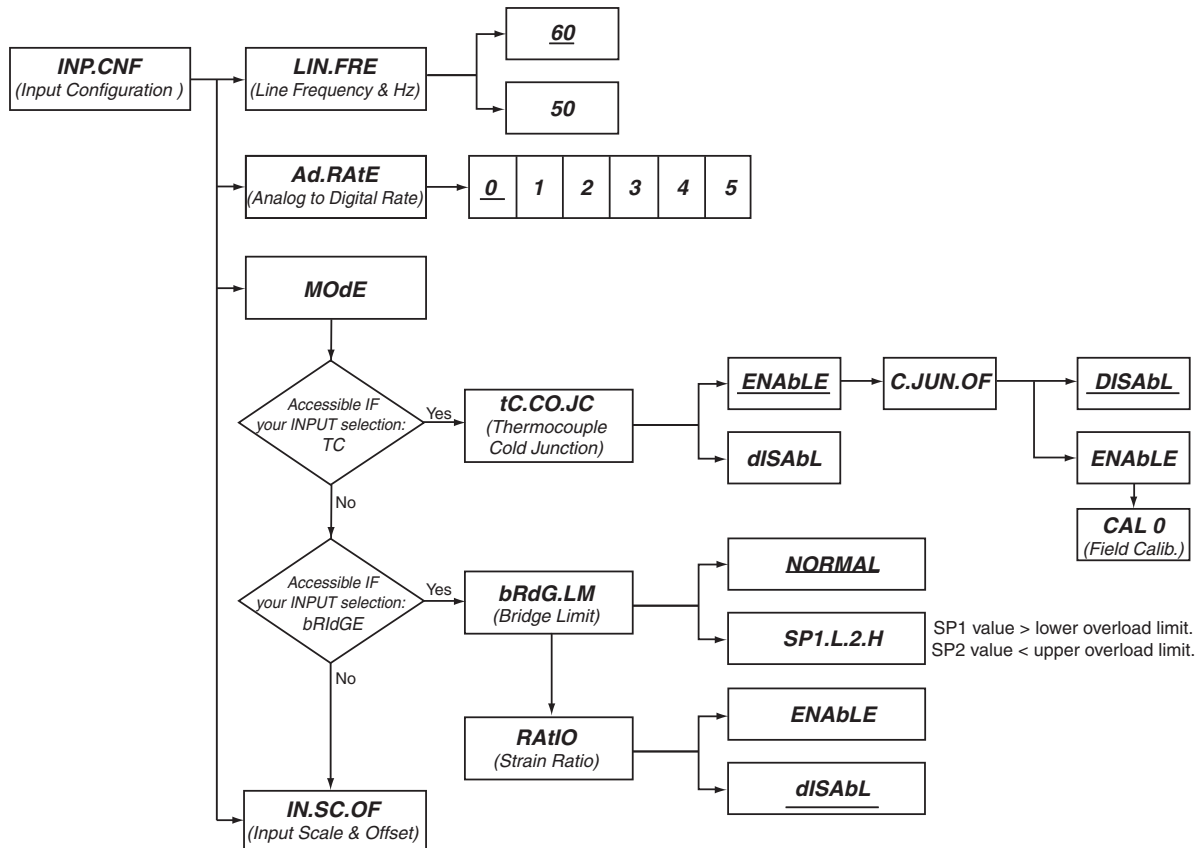 INP.CNF
(Input Configuration )
LIN.FRE
(Line Frequency & Hz)
60
50
Ad.RAtE
(Analog to Digital Rate)
0 1 2 3 4 5
MOdE
Accessible IF
your INPUT selection:
TC
Yes
No
tC.CO.JC
(Thermocouple
Cold Junction)
ENAbLE
dISAbL
C.JUN.OF
DISAbL
ENAbLE
CAL 0
(Field Calib.)
Accessible IF
your INPUT selection:
bRIdGE
Yes
No
bRdG.LM
(Bridge Limit)
NORMAL
SP1.L.2.H
SP1 value > lower overload limit.
SP2 value < upper overload limit.
RAtIO
(Strain Ratio)
ENAbLE
dISAbL
IN.SC.OF
(Input Scale & Offset)